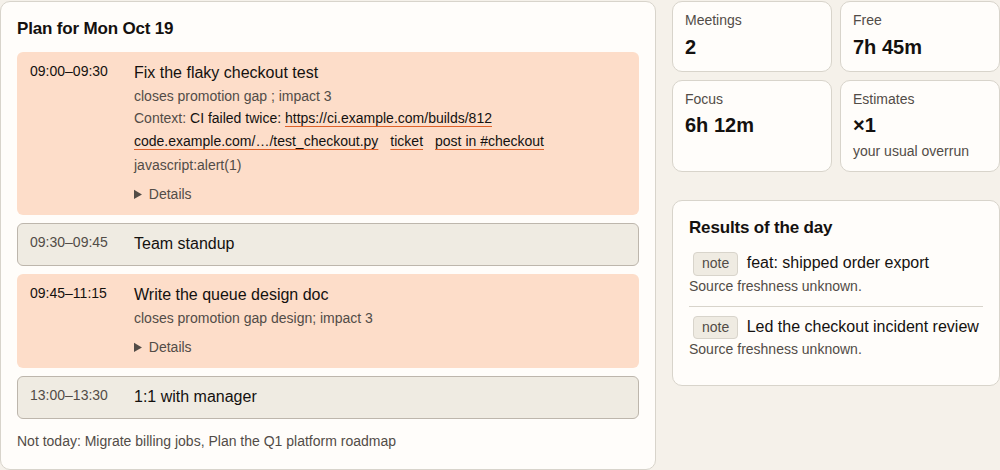 Plan for Mon Oct 19
09:00–09:30 Fix the flaky checkout test
closes promotion gap ; impact 3
Context: CI failed twice: https://ci.example.com/builds/812
code.example.com/…/test_checkout.py ticket post in #checkout
javascript:alert(1)
▶ Details
09:30–09:45 Team standup
09:45–11:15 Write the queue design doc
closes promotion gap design; impact 3
▶ Details
13:00–13:30 1:1 with manager
Not today: Migrate billing jobs, Plan the Q1 platform roadmap
Meetings
2
Free
7h 45m
Focus
6h 12m
Estimates
×1
your usual overrun
Results of the day
note feat: shipped order export
Source freshness unknown.
note Led the checkout incident review
Source freshness unknown.